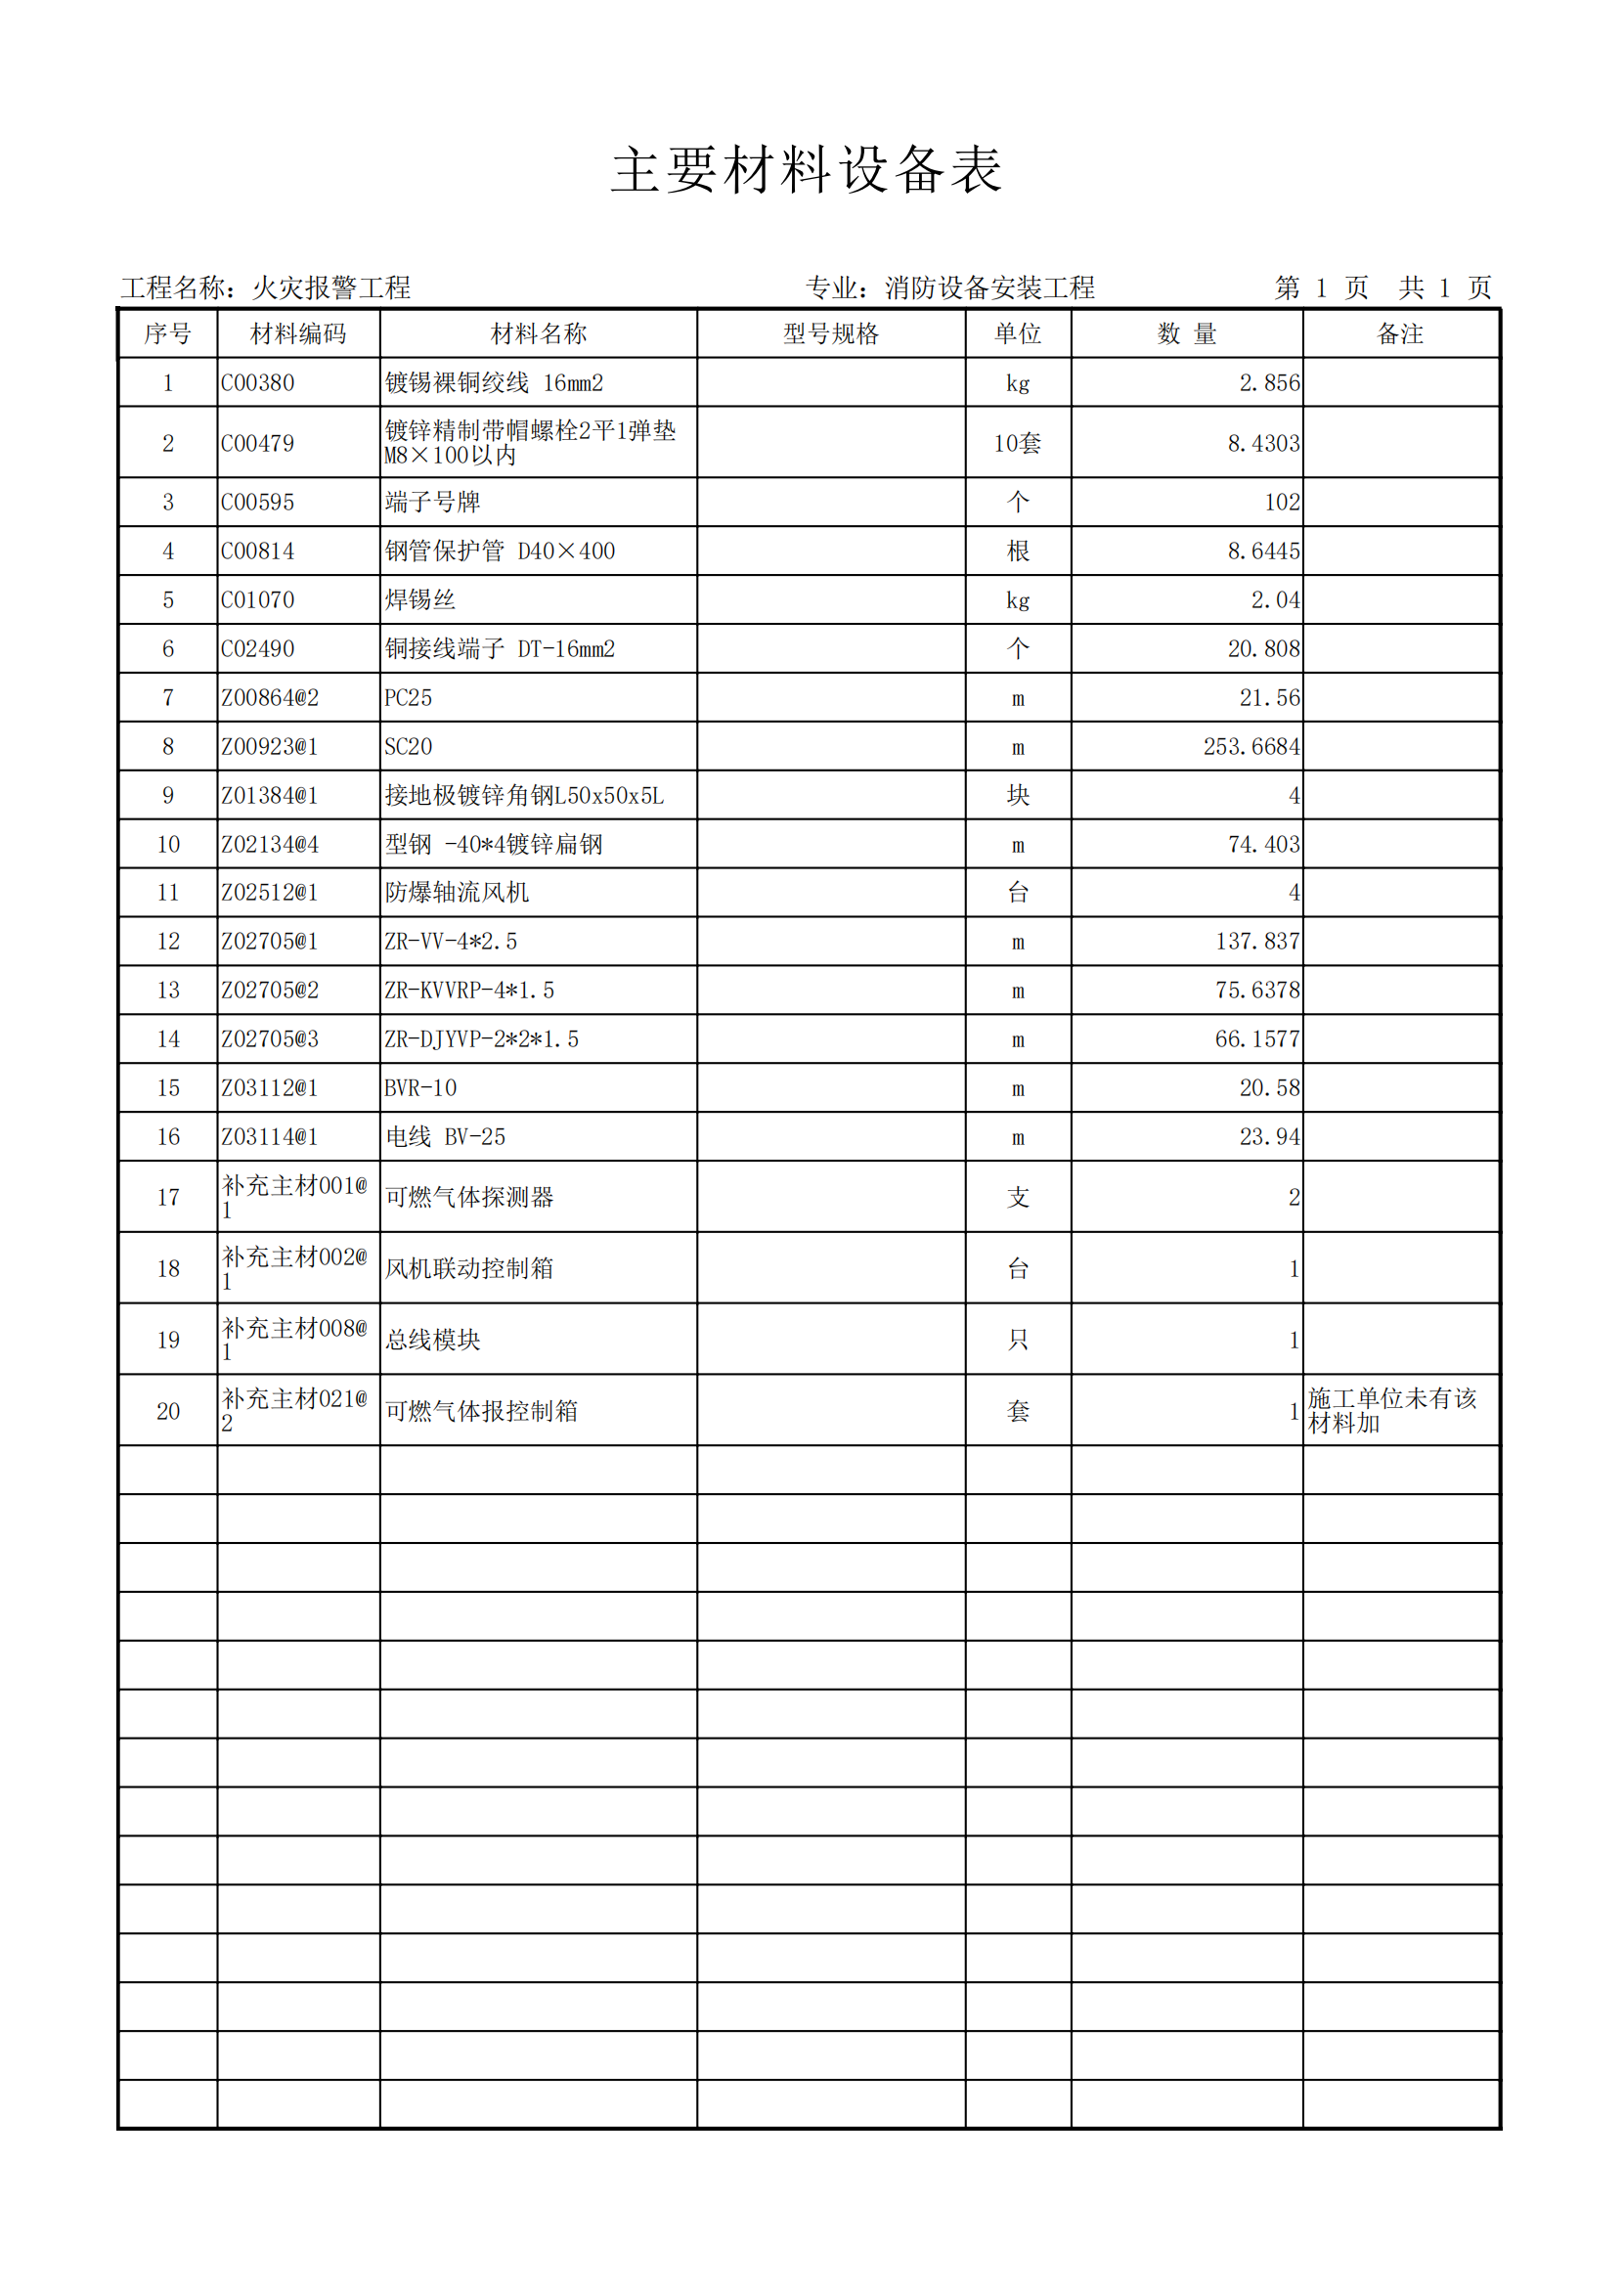 主要材料设备表
工程名称：火灾报警工程 专业：消防设备安装工程 第 1 页 共 1 页
序号 材料编码 材料名称 型号规格 单位 数 量 备注
1 C00380 镀锡裸铜绞线 16mm2 kg 2.856
2 C00479 镀锌精制带帽螺栓2平1弹垫
M8×100以内 10套 8.4303
3 C00595 端子号牌 个 102
4 C00814 钢管保护管 D40×400 根 8.6445
5 C01070 焊锡丝 kg 2.04
6 C02490 铜接线端子 DT-16mm2 个 20.808
7 Z00864@2 PC25 m 21.56
8 Z00923@1 SC20 m 253.6684
9 Z01384@1 接地极镀锌角钢L50x50x5L 块 4
10 Z02134@4 型钢 -40*4镀锌扁钢 m 74.403
11 Z02512@1 防爆轴流风机 台 4
12 Z02705@1 ZR-VV-4*2.5 m 137.837
13 Z02705@2 ZR-KVVRP-4*1.5 m 75.6378
14 Z02705@3 ZR-DJYVP-2*2*1.5 m 66.1577
15 Z03112@1 BVR-10 m 20.58
16 Z03114@1 电线 BV-25 m 23.94
17 补充主材001@
1 可燃气体探测器 支 2
18 补充主材002@
1 风机联动控制箱 台 1
19 补充主材008@
1 总线模块 只 1
20 补充主材021@
2 可燃气体报控制箱 套 1 施工单位未有该
材料加